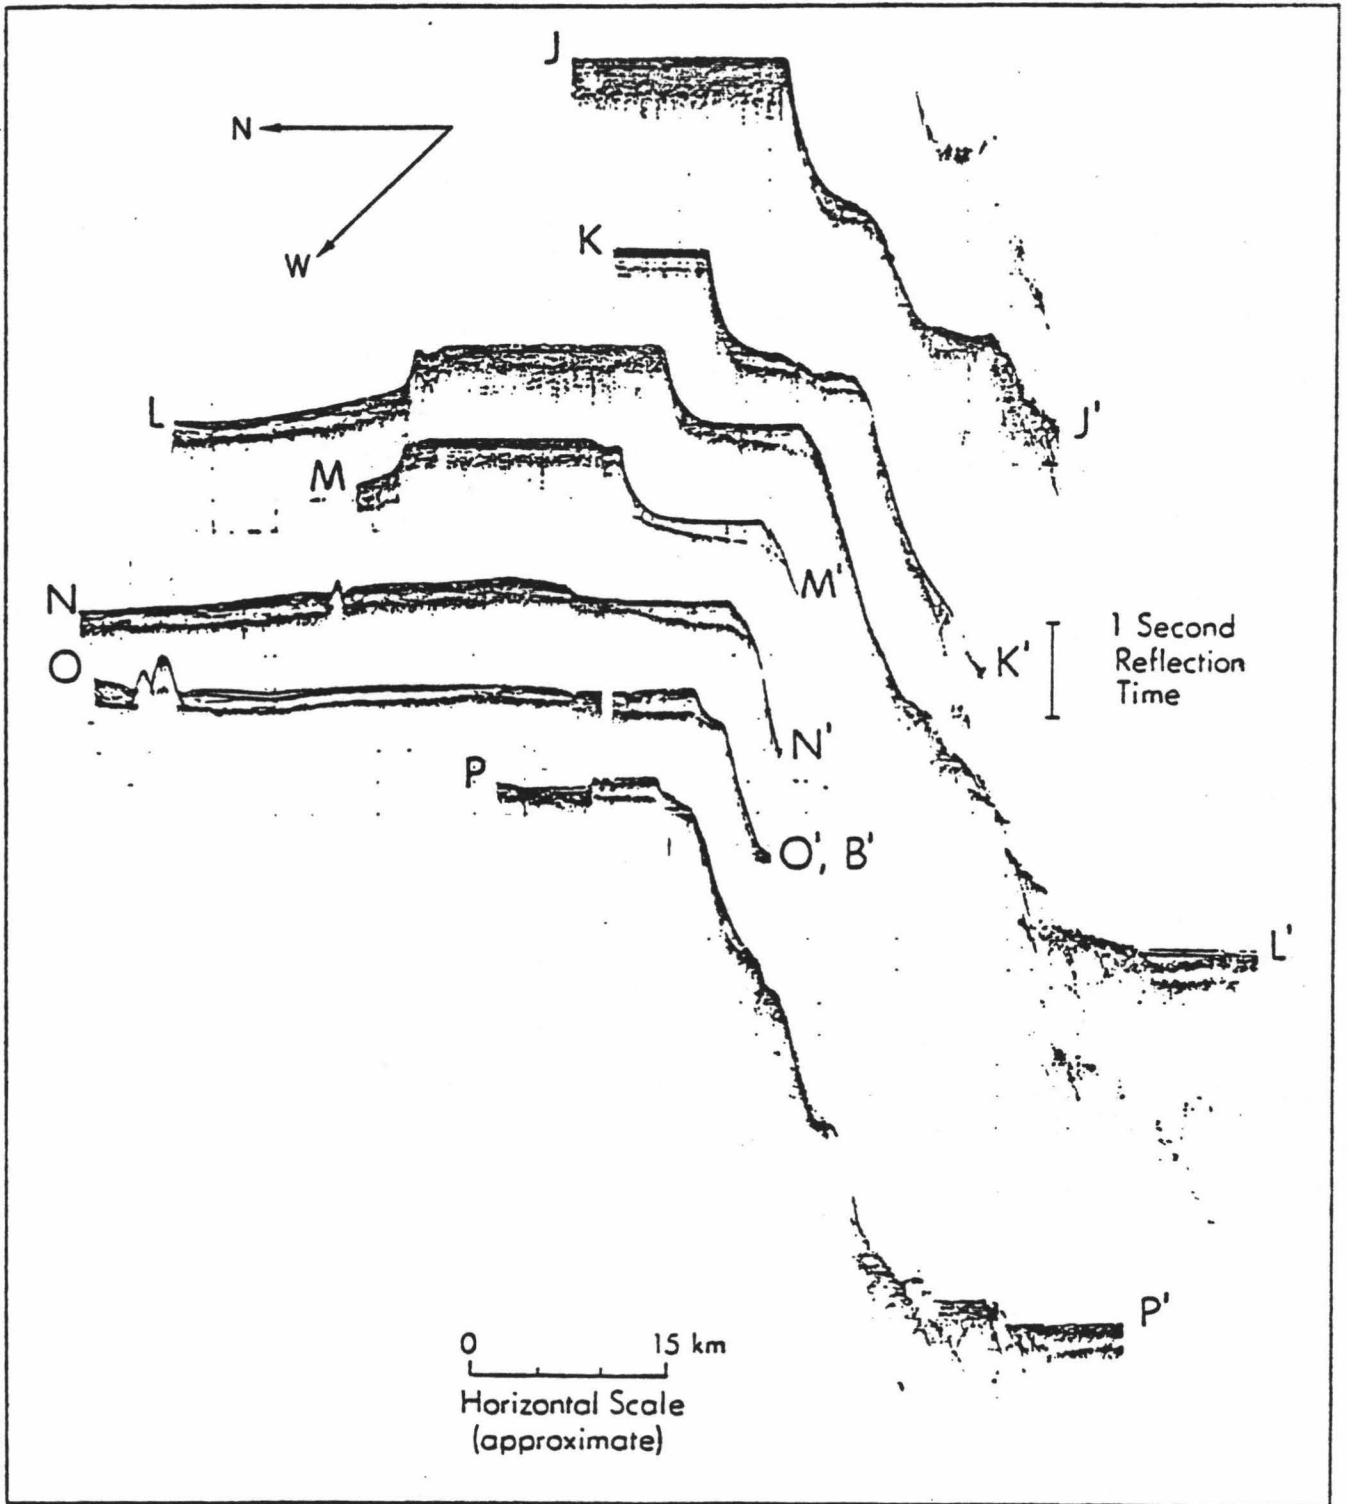 J
N
W
K
L
M
J'
M'
N
O
K'
1 Second
Reflection
Time
N'
P
O', B'
L'
P'
0 15 km
Horizontal Scale
(approximate)